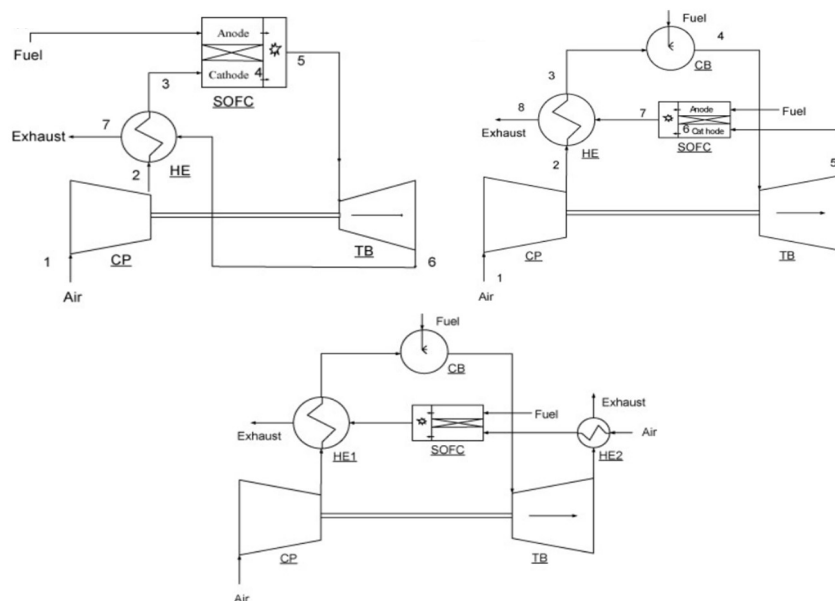 Anode
Fuel
Cathode 4
5
3
SOFC
7
Exhaust
2
HE
1
CP
TB
6
Air
Fuel
4
3
CB
8
7
Anode
Fuel
Exhaust
6 Cat hode
HE
SOFC
2
5
CP
TB
1
Air
Fuel
CB
Exhaust
Fuel
Exhaust
Air
SOFC
HE1
HE2
CP
TB
Air